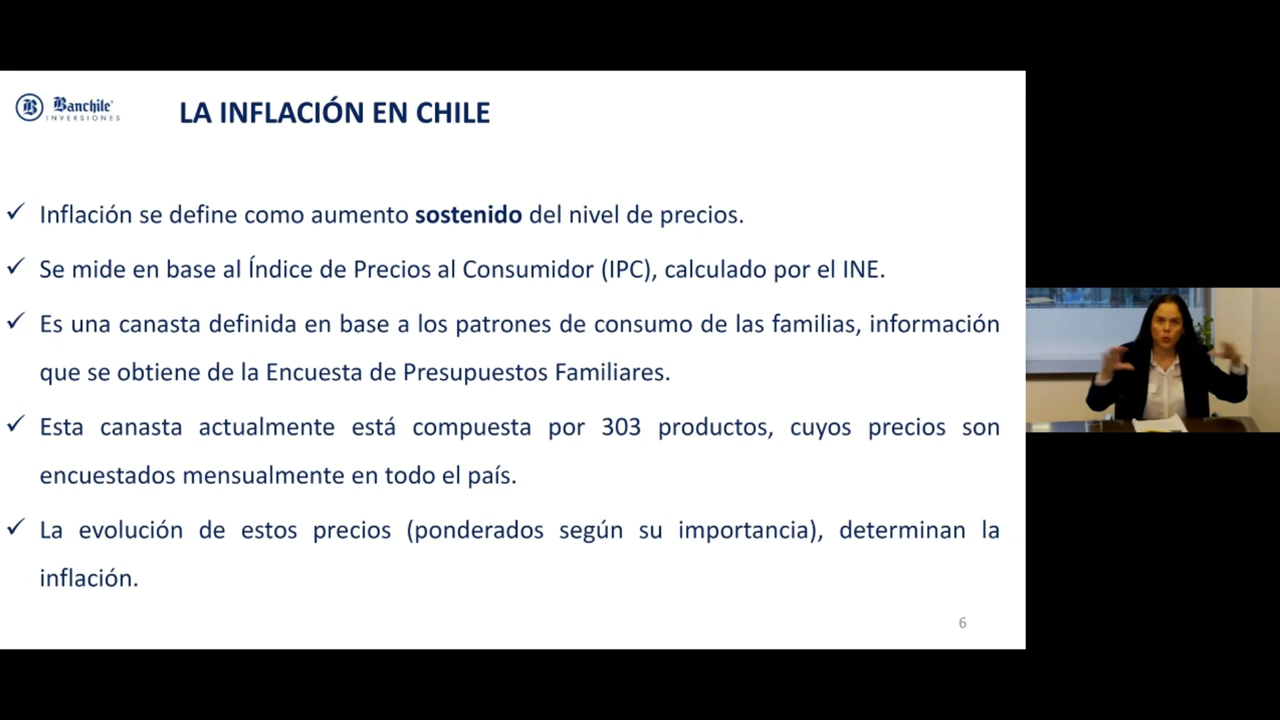 Banchile
INVERSIONES
LA INFLACIÓN EN CHILE
✓ Inflación se define como aumento sostenido del nivel de precios.
✓ Se mide en base al Índice de Precios al Consumidor (IPC), calculado por el INE.
✓ Es una canasta definida en base a los patrones de consumo de las familias, información
que se obtiene de la Encuesta de Presupuestos Familiares.
✓ Esta canasta actualmente está compuesta por 303 productos, cuyos precios son
encuestados mensualmente en todo el país.
✓ La evolución de estos precios (ponderados según su importancia), determinan la
inflación.
6